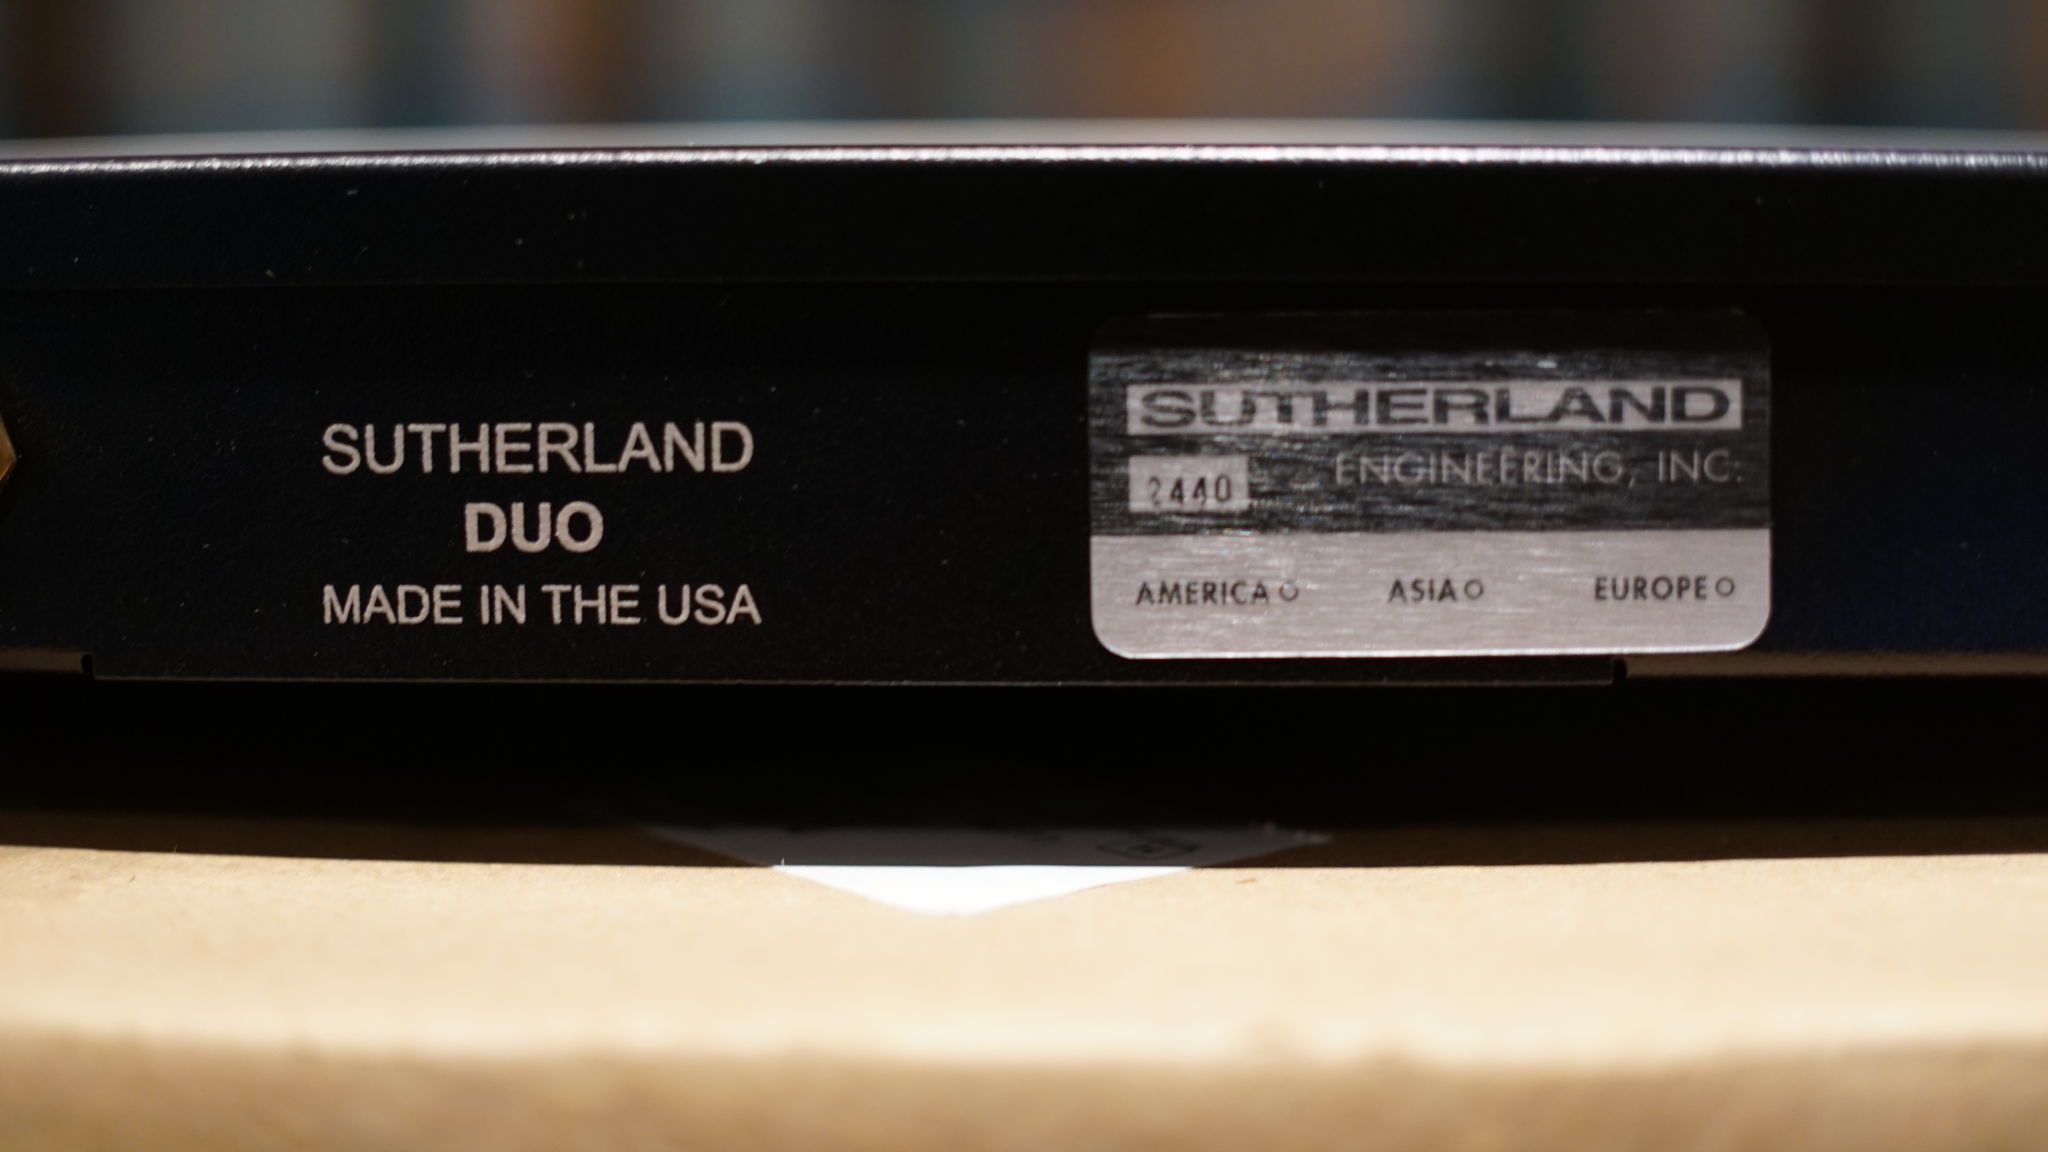 SUTHERLAND
DUO
MADE IN THE USA
SUTHERLAND
ENGINEERING, INC.
2440
AMERICA ASIA EUROPE